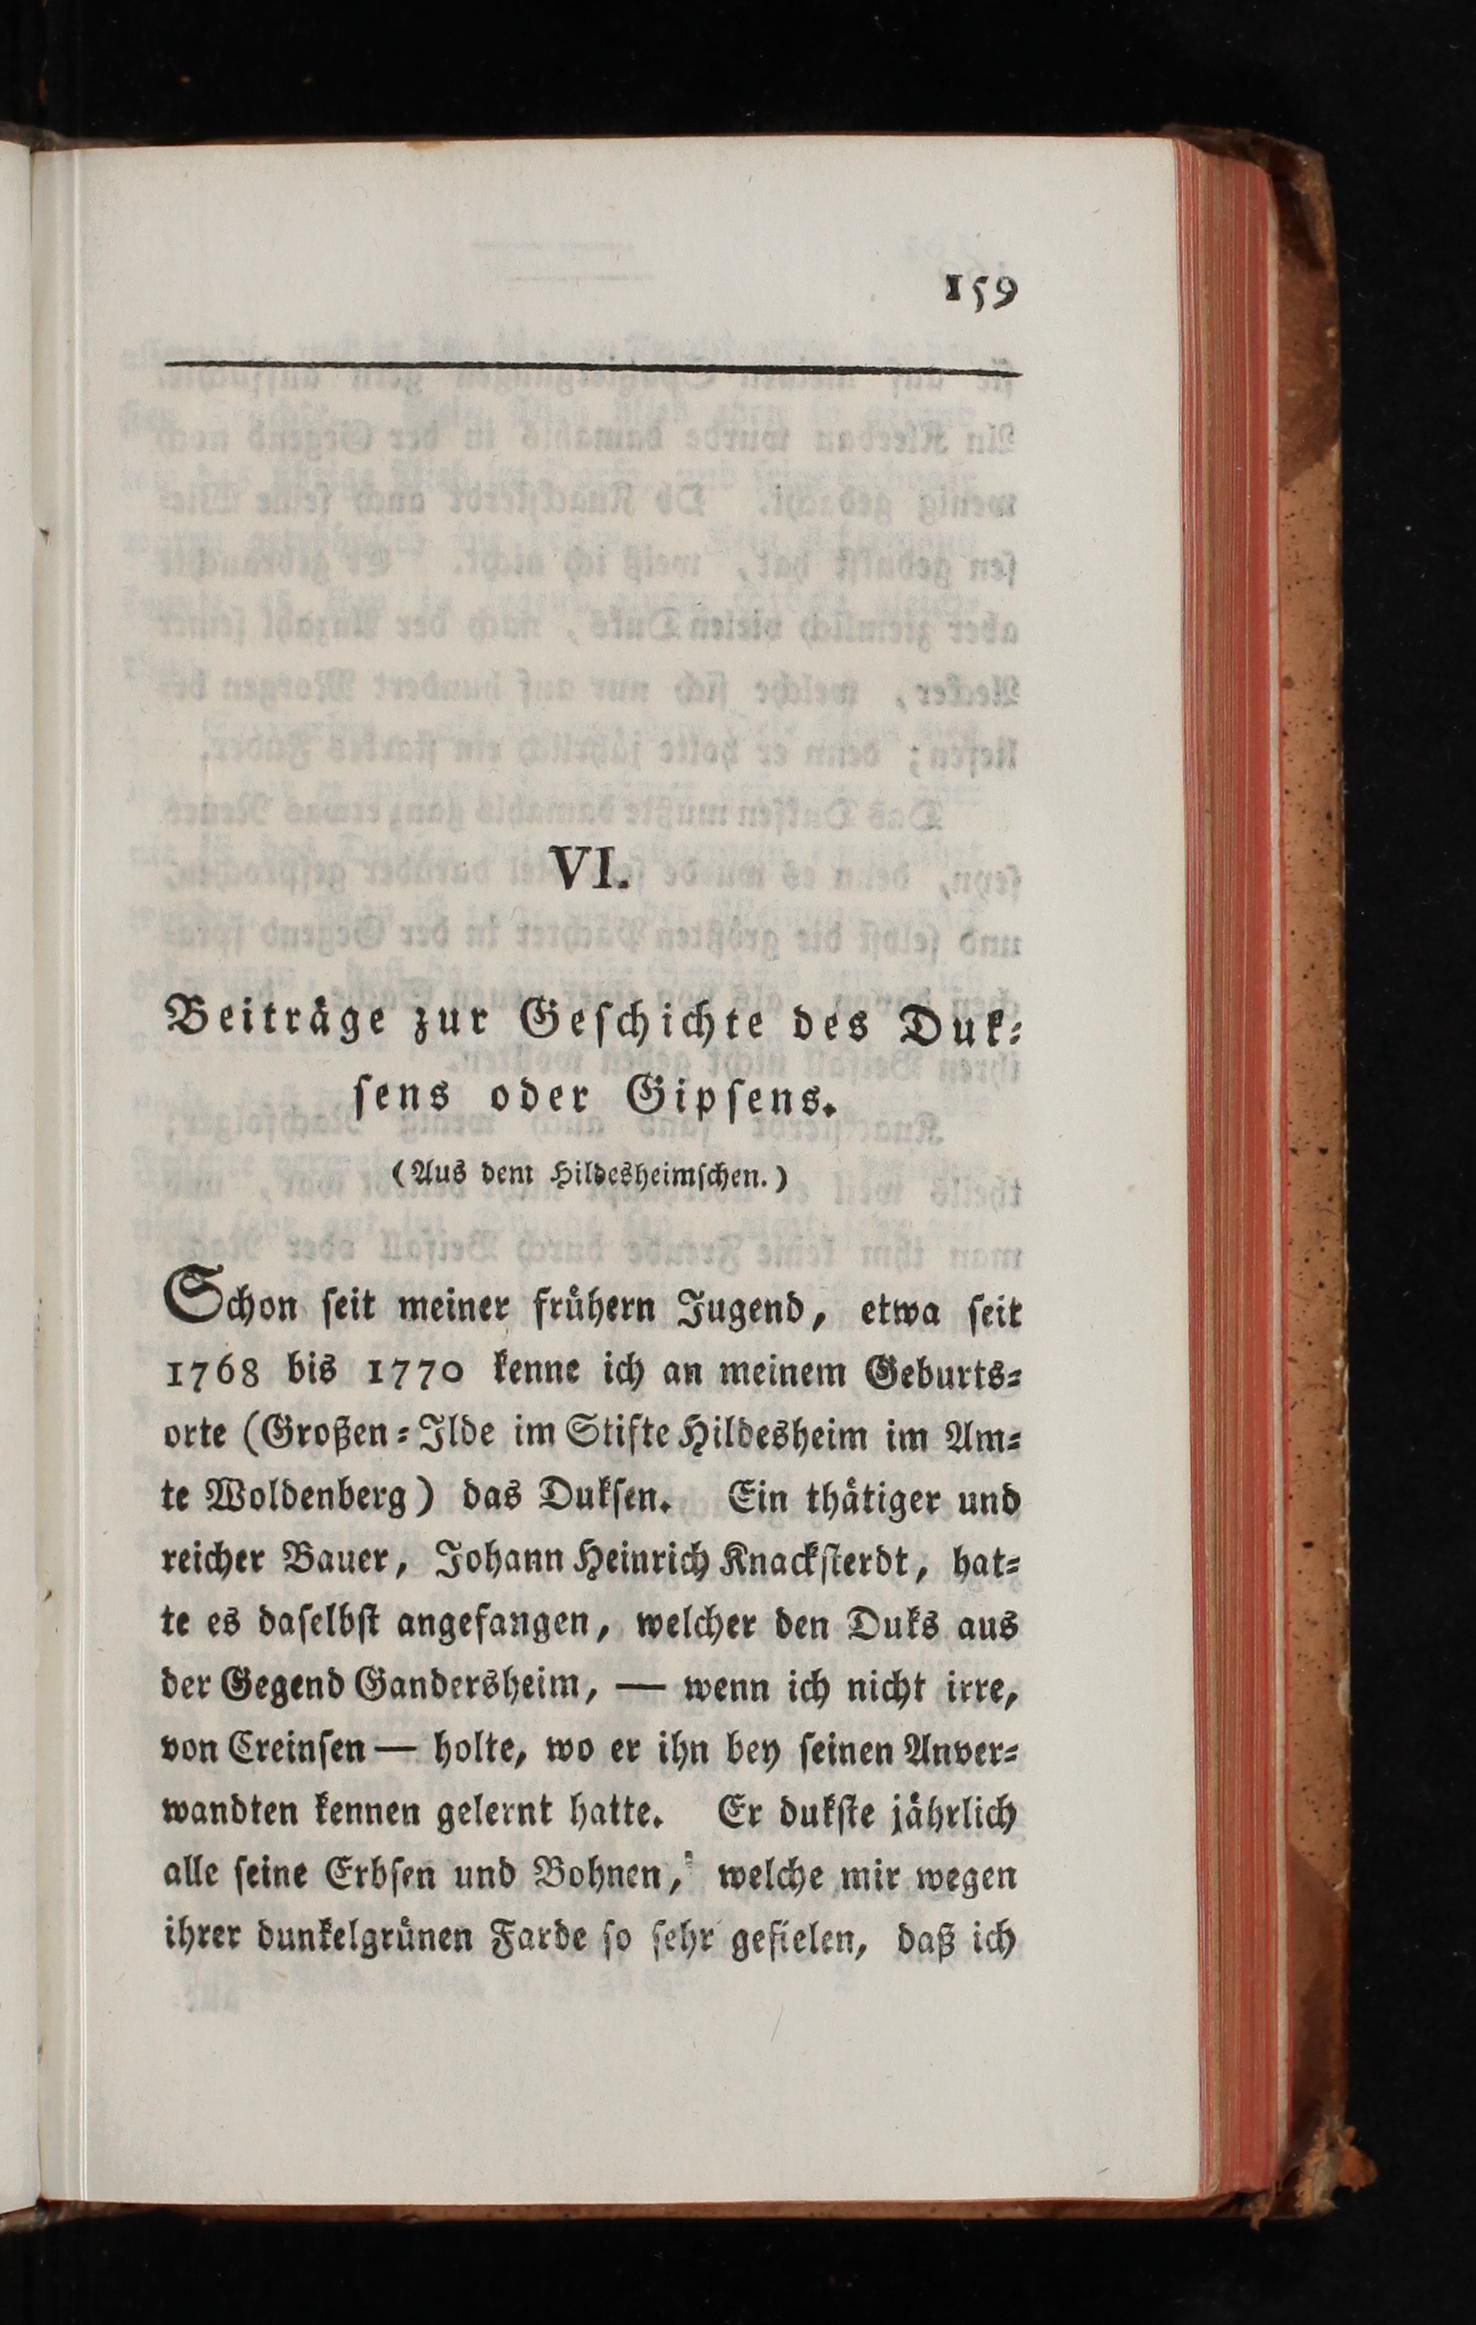 159
VI.
Beiträge zur Geschichte des Duk-
sens oder Gipsens.
(Aus dem Hildesheimschen.)
Schon seit meiner frühern Jugend, etwa seit
1768 bis 1770 kenne ich an meinem Geburts-
orte (Großen-Ilde im Stifte Hildesheim im Am-
te Woldenberg) das Duksen. Ein thätiger und
reicher Bauer, Johann Heinrich Knacksterdt, hat-
te es daselbst angefangen, welcher den Duks aus
der Gegend Gandersheim, — wenn ich nicht irre,
von Creinsen — holte, wo er ihn bey seinen Anver-
wandten kennen gelernt hatte. Er dukste jährlich
alle seine Erbsen und Bohnen, welche mir wegen
ihrer dunkelgrünen Farde so sehr gefielen, daß ich